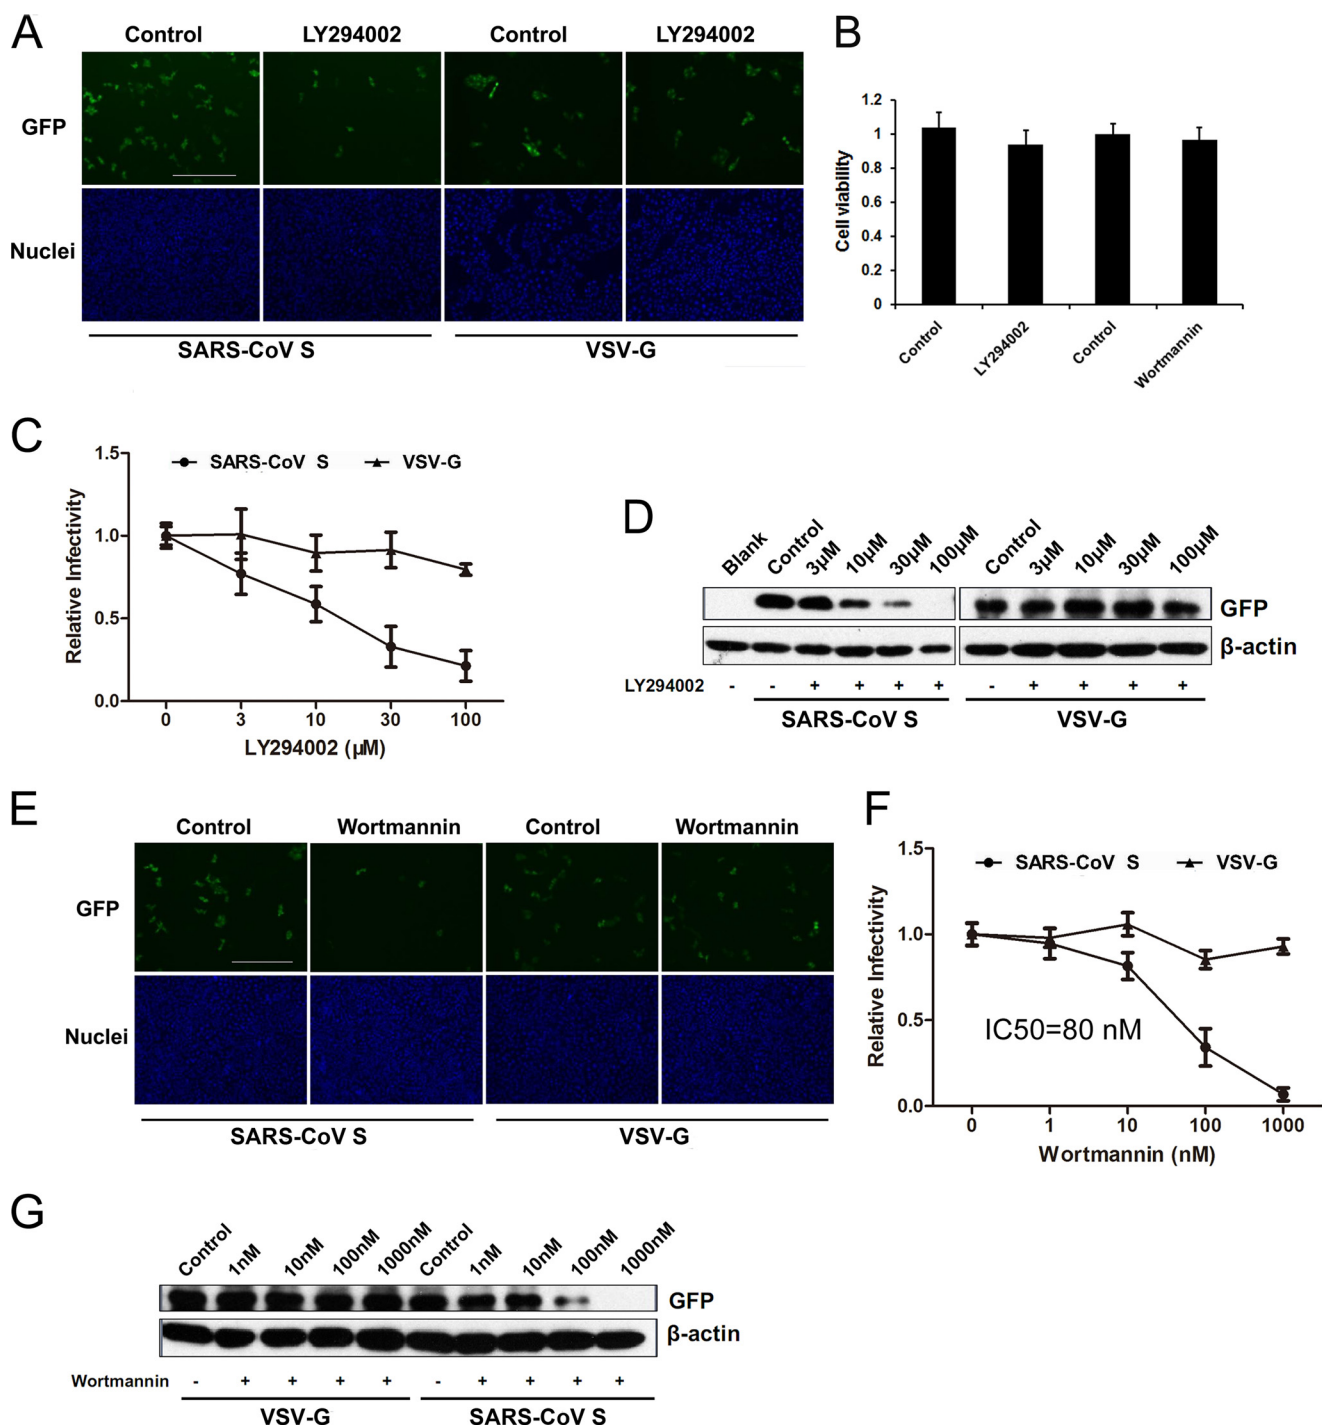 A
Control LY294002 Control LY294002
GFP
Nuclei
SARS-CoV S VSV-G
B
1.2
1
0.8
0.6
0.4
0.2
0
Cell viability
Control LY294002 Control Wortmannin
C
SARS-CoV S VSV-G
1.5
1.0
0.5
0.0
Relative Infectivity
0 3 10 30 100
LY294002 (μM)
D
Blank Control 3μM 10μM 30μM 100μM Control 3μM 10μM 30μM 100μM
GFP
β-actin
LY294002 - - + + + + - + + + +
SARS-CoV S VSV-G
E
Control Wortmannin Control Wortmannin
GFP
Nuclei
SARS-CoV S VSV-G
F
SARS-CoV S VSV-G
1.5
1.0
0.5
0.0
Relative Infectivity
IC50=80 nM
0 1 10 100 1000
Wortmannin (nM)
G
Control 1nM 10nM 100nM 1000nM Control 1nM 10nM 100nM 1000nM
GFP
β-actin
Wortmannin - + + + + - + + + +
VSV-G SARS-CoV S